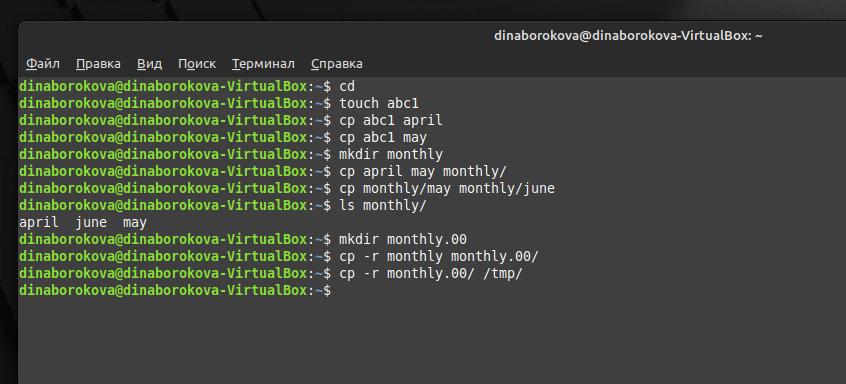 dinaborokova@dinaborokova-VirtualBox: ~
Файл Правка Вид Поиск Терминал Справка
dinaborokova@dinaborokova-VirtualBox:~$ cd
dinaborokova@dinaborokova-VirtualBox:~$ touch abc1
dinaborokova@dinaborokova-VirtualBox:~$ cp abc1 april
dinaborokova@dinaborokova-VirtualBox:~$ cp abc1 may
dinaborokova@dinaborokova-VirtualBox:~$ mkdir monthly
dinaborokova@dinaborokova-VirtualBox:~$ cp april may monthly/
dinaborokova@dinaborokova-VirtualBox:~$ cp monthly/may monthly/june
dinaborokova@dinaborokova-VirtualBox:~$ ls monthly/
april  june  may
dinaborokova@dinaborokova-VirtualBox:~$ mkdir monthly.00
dinaborokova@dinaborokova-VirtualBox:~$ cp -r monthly monthly.00/
dinaborokova@dinaborokova-VirtualBox:~$ cp -r monthly.00/ /tmp/
dinaborokova@dinaborokova-VirtualBox:~$